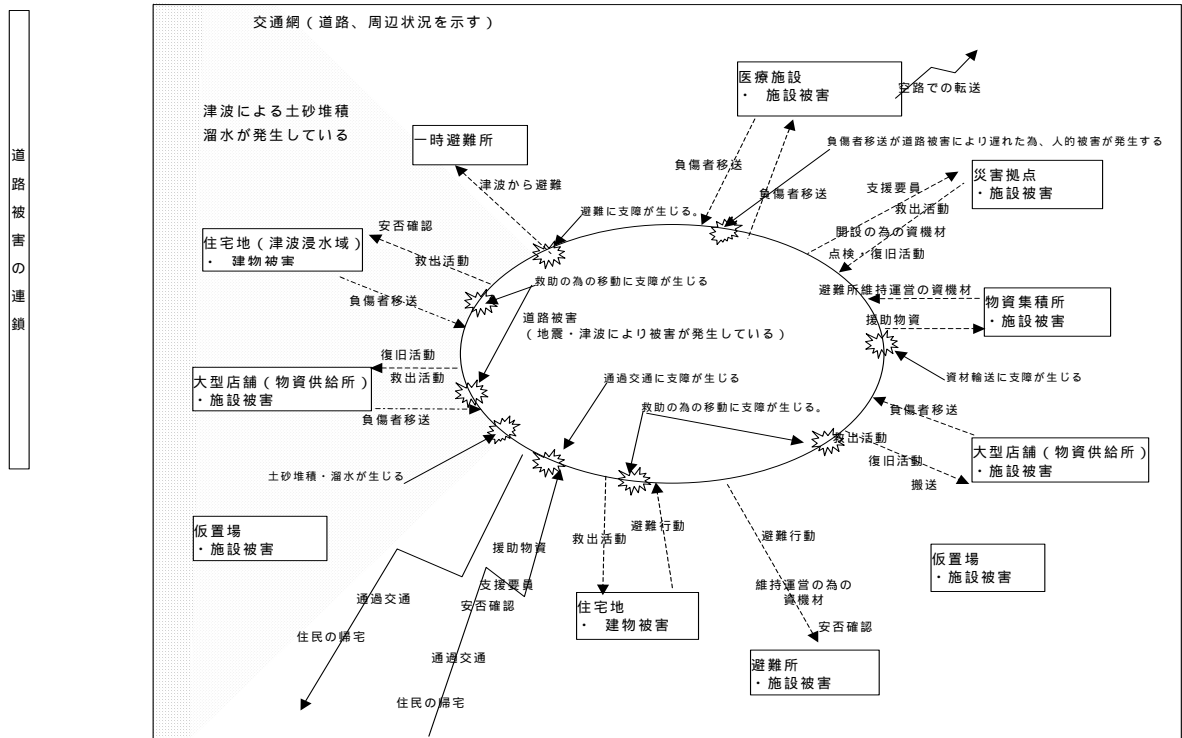 道路被害の連鎖
交通網（道路、周辺状況を示す）
津波による土砂堆積
溜水が発生している
一時避難所
津波から避難
医療施設
・　施設被害
空路での転送
負傷者移送が道路被害により遅れた為、人的被害が発生する
負傷者移送
負傷者移送
災害拠点
・施設被害
支援要員
救出活動
開設の為の資機材
点検・復旧活動
避難に支障が生じる。
安否確認
住宅地（津波浸水域）
・　建物被害
救出活動
負傷者移送
救助の為の移動に支障が生じる
道路被害
（地震・津波により被害が発生している）
避難所維持運営の資機材
物資集積所
・施設被害
援助物資
復旧活動
大型店舗（物資供給所）
・施設被害
救出活動
負傷者移送
通過交通に支障が生じる
資材輸送に支障が生じる
救助の為の移動に支障が生じる。
負傷者移送
救出活動
大型店舗（物資供給所）
・施設被害
復旧活動
搬送
土砂堆積・溜水が生じる
仮置場
・施設被害
援助物資
支援要員
安否確認
通過交通
住民の帰宅
通過交通
住民の帰宅
救出活動
避難行動
住宅地
・　建物被害
避難行動
維持運営の為の
資機材
安否確認
避難所
・施設被害
仮置場
・施設被害